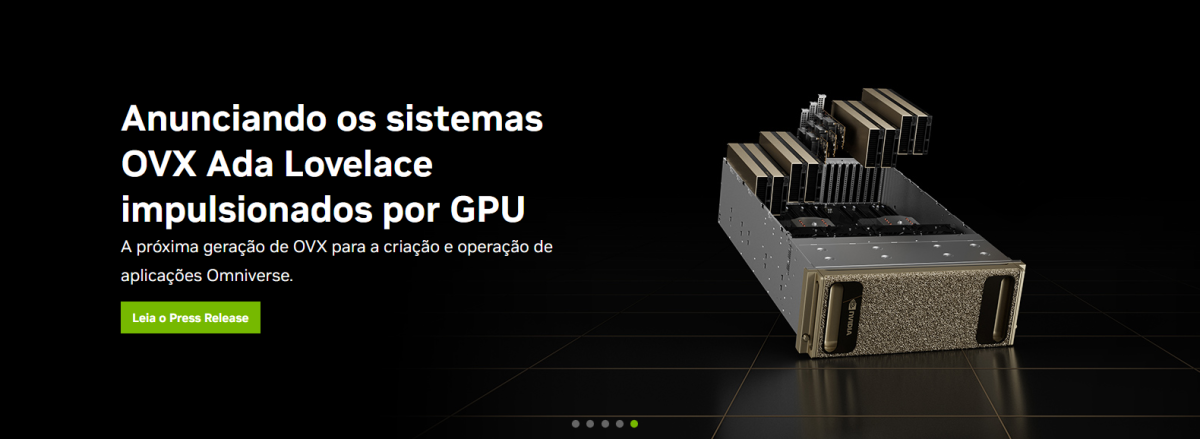 Anunciando os sistemas
OVX Ada Lovelace
impulsionados por GPU
A próxima geração de OVX para a criação e operação de
aplicações Omniverse.
Leia o Press Release
NVIDIA